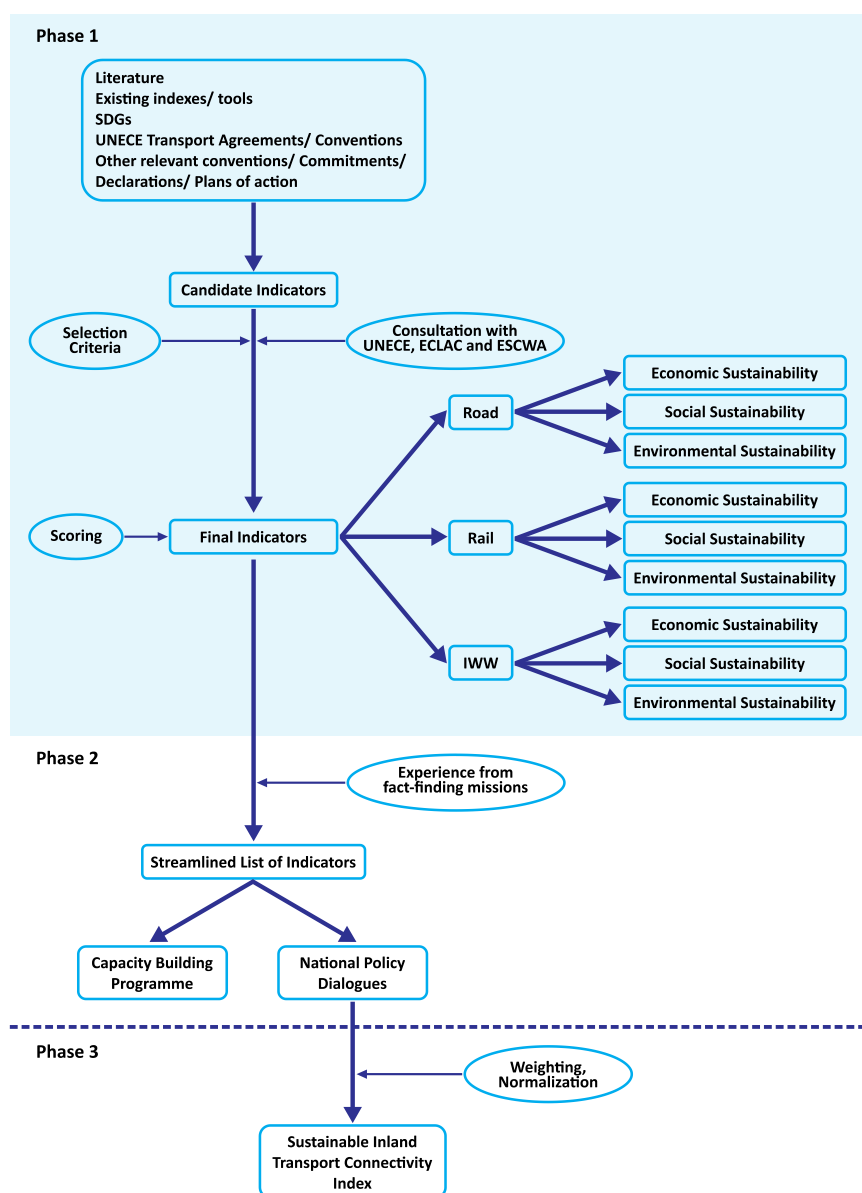 Phase 1
Literature
Existing indexes/ tools
SDGs
UNECE Transport Agreements/ Conventions
Other relevant conventions/ Commitments/
Declarations/ Plans of action
Candidate Indicators
Selection
Criteria
Consultation with
UNECE, ECLAC and ESCWA
Scoring
Final Indicators
Road
Economic Sustainability
Social Sustainability
Environmental Sustainability
Rail
Economic Sustainability
Social Sustainability
Environmental Sustainability
IWW
Economic Sustainability
Social Sustainability
Environmental Sustainability
Phase 2
Experience from
fact-finding missions
Streamlined List of Indicators
Capacity Building
Programme
National Policy
Dialogues
Phase 3
Weighting,
Normalization
Sustainable Inland
Transport Connectivity
Index